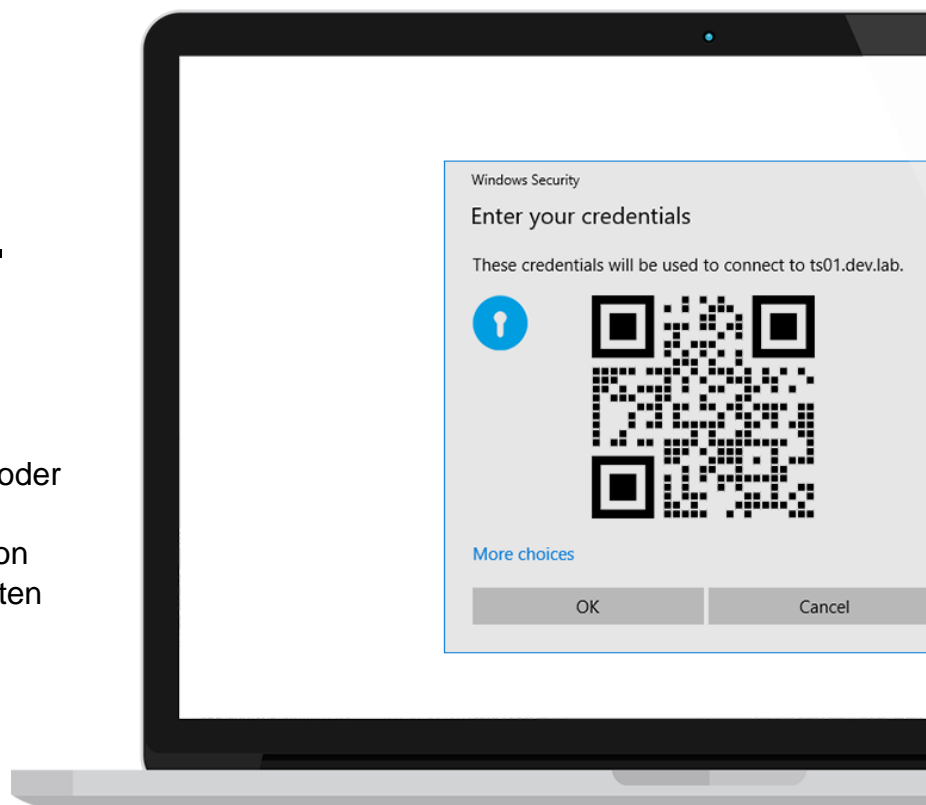 oder
on
ten
Windows Security
Enter your credentials
These credentials will be used to connect to ts01.dev.lab.
More choices
OK
Cancel